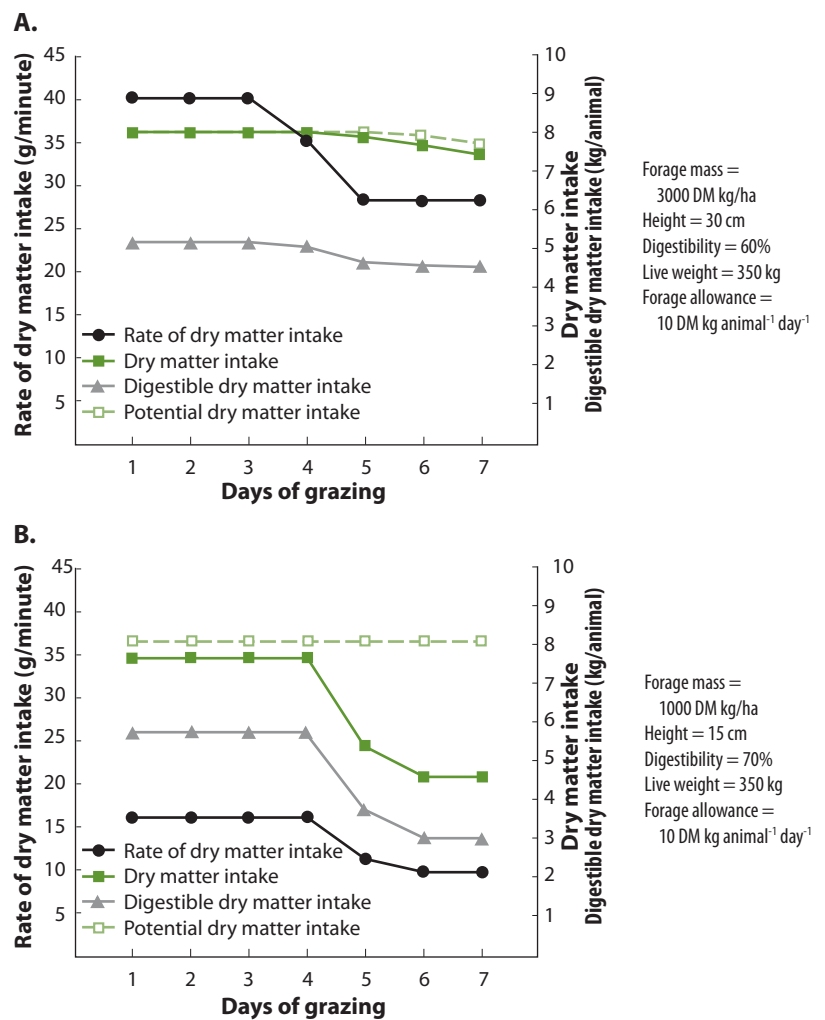 A.
Rate of dry matter intake (g/minute)
45
40
35
30
25
20
15
10
5
Rate of dry matter intake
Dry matter intake
Digestible dry matter intake
Potential dry matter intake
1 2 3 4 5 6 7
Days of grazing
10
9
8
7
6
5
4
3
2
1
Dry matter intake
Digestible dry matter intake (kg/animal)
Forage mass =
3000 DM kg/ha
Height = 30 cm
Digestibility = 60%
Live weight = 350 kg
Forage allowance =
10 DM kg animal⁻¹ day⁻¹
B.
Rate of dry matter intake (g/minute)
45
40
35
30
25
20
15
10
5
Rate of dry matter intake
Dry matter intake
Digestible dry matter intake
Potential dry matter intake
1 2 3 4 5 6 7
Days of grazing
10
9
8
7
6
5
4
3
2
1
Dry matter intake
Digestible dry matter intake (kg/animal)
Forage mass =
1000 DM kg/ha
Height = 15 cm
Digestibility = 70%
Live weight = 350 kg
Forage allowance =
10 DM kg animal⁻¹ day⁻¹